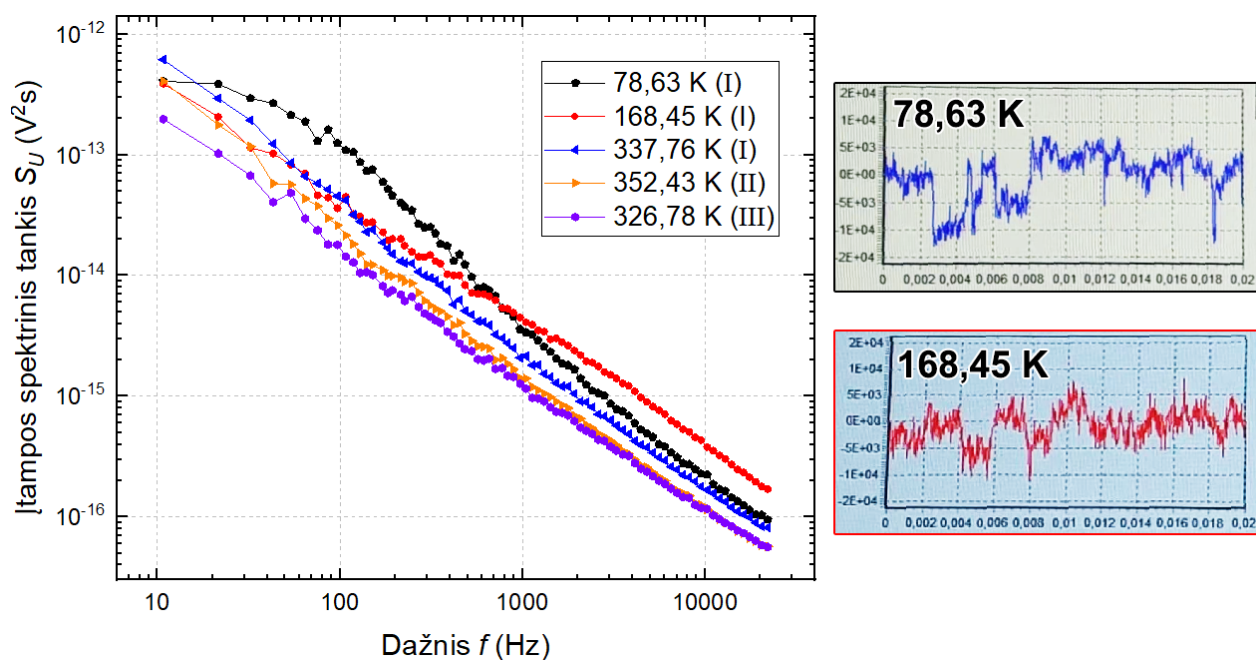 Įtampos spektrinis tankis S_U (V²s)
10⁻¹²
10⁻¹³
10⁻¹⁴
10⁻¹⁵
10⁻¹⁶
10 100 1000 10000
Dažnis f (Hz)
78,63 K (I)
168,45 K (I)
337,76 K (I)
352,43 K (II)
326,78 K (III)
78,63 K
2E+04
1E+04
5E+03
0E+00
-5E+03
-1E+04
-2E+04
0 0,002 0,004 0,006 0,008 0,01 0,012 0,014 0,016 0,018 0,02
168,45 K
2E+04
1E+04
5E+03
0E+00
-5E+03
-1E+04
-2E+04
0 0,002 0,004 0,006 0,008 0,01 0,012 0,014 0,016 0,018 0,02